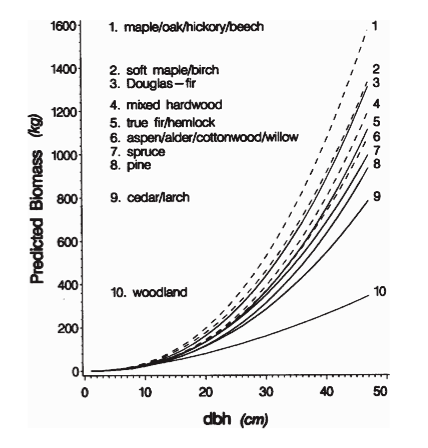 1600
1. maple/oak/hickory/beech
1
1400
2. soft maple/birch
2
3. Douglas-fir
3
1200
4. mixed hardwood
4
5. true fir/hemlock
5
6. aspen/alder/cottonwood/willow
6
1000
7. spruce
7
8. pine
8
800
9. cedar/larch
9
600
400
10. woodland
10
200
0
Predicted Biomass (kg)
0 10 20 30 40 50
dbh (cm)